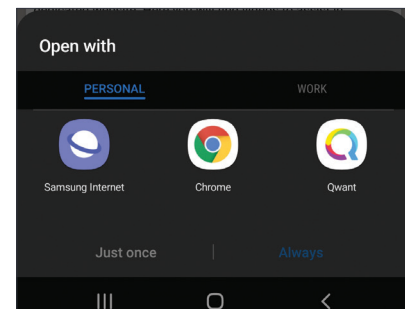 Open with
PERSONAL WORK
Samsung Internet Chrome Qwant
Just once Always